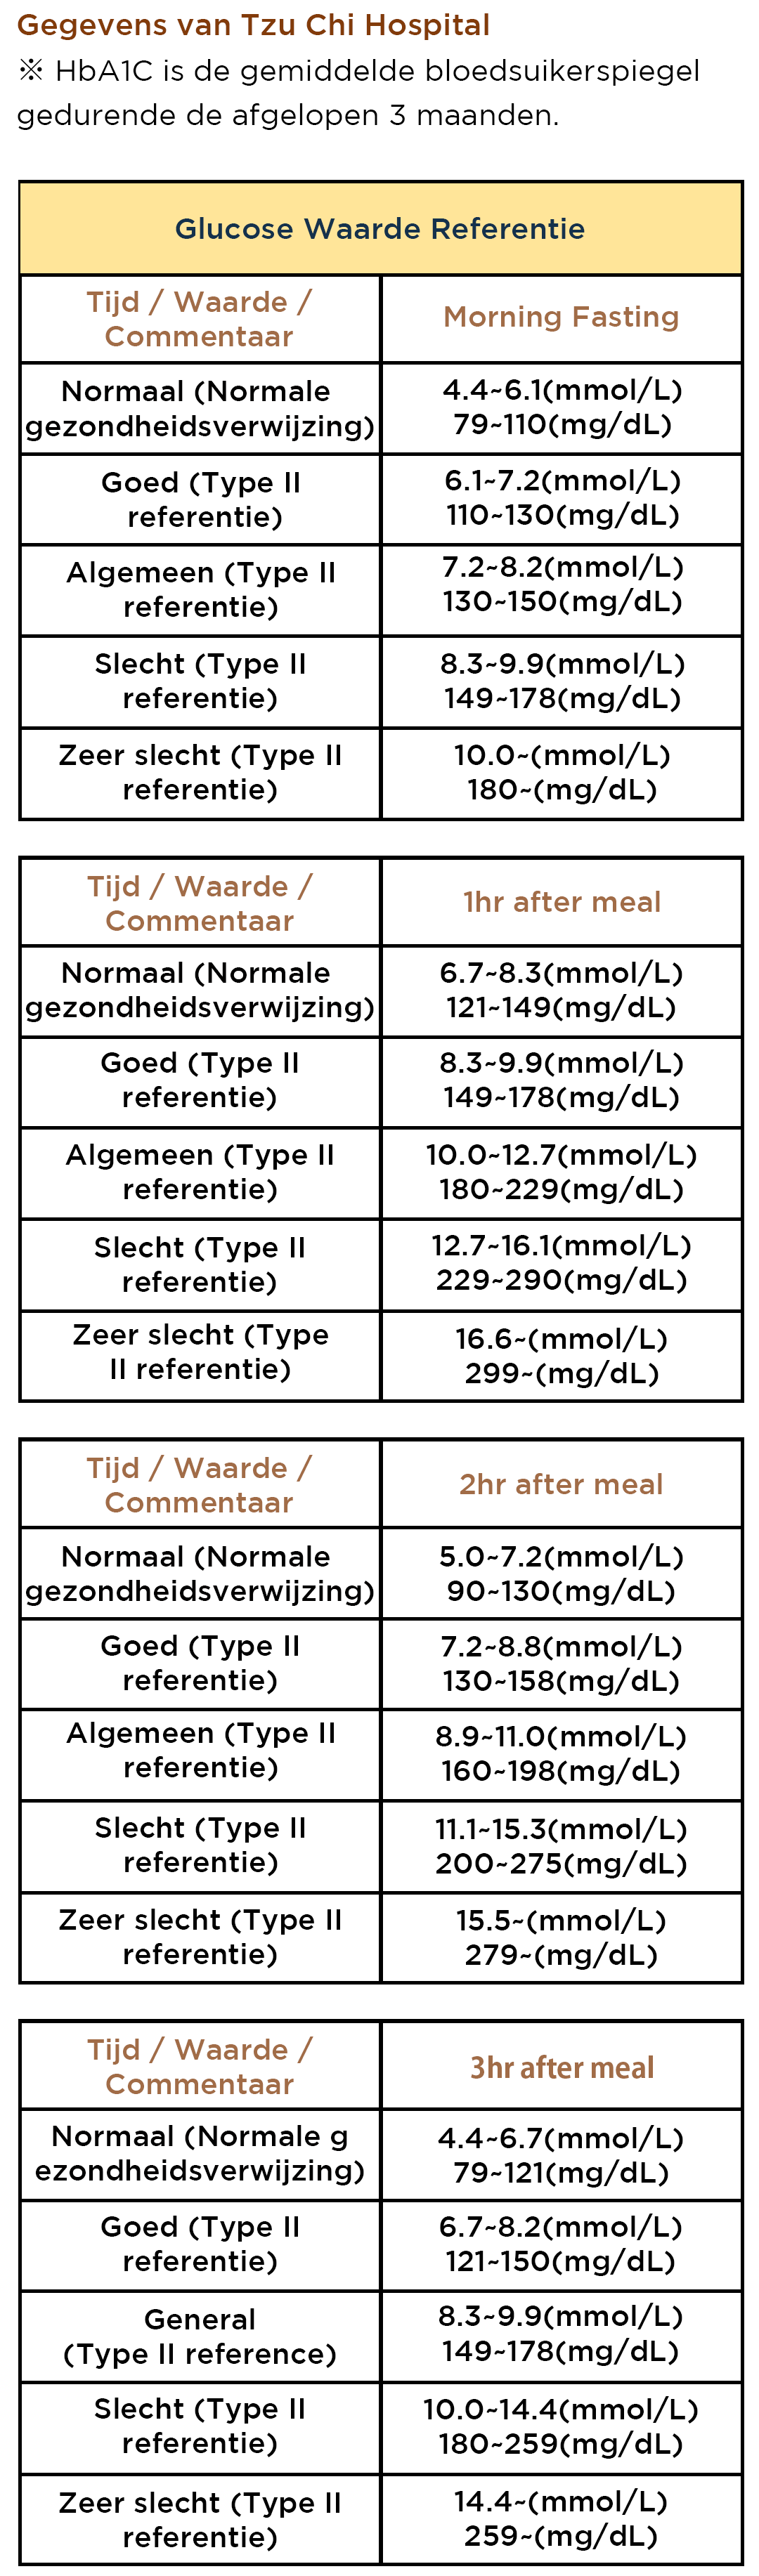 Gegevens van Tzu Chi Hospital
※ HbA1C is de gemiddelde bloedsuikerspiegel
gedurende de afgelopen 3 maanden.
Glucose Waarde Referentie
Tijd / Waarde /
Commentaar
Morning Fasting
Normaal (Normale
gezondheidsverwijzing)
4.4~6.1(mmol/L)
79~110(mg/dL)
Goed (Type II
referentie)
6.1~7.2(mmol/L)
110~130(mg/dL)
Algemeen (Type II
referentie)
7.2~8.2(mmol/L)
130~150(mg/dL)
Slecht (Type II
referentie)
8.3~9.9(mmol/L)
149~178(mg/dL)
Zeer slecht (Type II
referentie)
10.0~(mmol/L)
180~(mg/dL)
Tijd / Waarde /
Commentaar
1hr after meal
Normaal (Normale
gezondheidsverwijzing)
6.7~8.3(mmol/L)
121~149(mg/dL)
Goed (Type II
referentie)
8.3~9.9(mmol/L)
149~178(mg/dL)
Algemeen (Type II
referentie)
10.0~12.7(mmol/L)
180~229(mg/dL)
Slecht (Type II
referentie)
12.7~16.1(mmol/L)
229~290(mg/dL)
Zeer slecht (Type
II referentie)
16.6~(mmol/L)
299~(mg/dL)
Tijd / Waarde /
Commentaar
2hr after meal
Normaal (Normale
gezondheidsverwijzing)
5.0~7.2(mmol/L)
90~130(mg/dL)
Goed (Type II
referentie)
7.2~8.8(mmol/L)
130~158(mg/dL)
Algemeen (Type II
referentie)
8.9~11.0(mmol/L)
160~198(mg/dL)
Slecht (Type II
referentie)
11.1~15.3(mmol/L)
200~275(mg/dL)
Zeer slecht (Type II
referentie)
15.5~(mmol/L)
279~(mg/dL)
Tijd / Waarde /
Commentaar
3hr after meal
Normaal (Normale g
ezondheidsverwijzing)
4.4~6.7(mmol/L)
79~121(mg/dL)
Goed (Type II
referentie)
6.7~8.2(mmol/L)
121~150(mg/dL)
General
(Type II reference)
8.3~9.9(mmol/L)
149~178(mg/dL)
Slecht (Type II
referentie)
10.0~14.4(mmol/L)
180~259(mg/dL)
Zeer slecht (Type II
referentie)
14.4~(mmol/L)
259~(mg/dL)